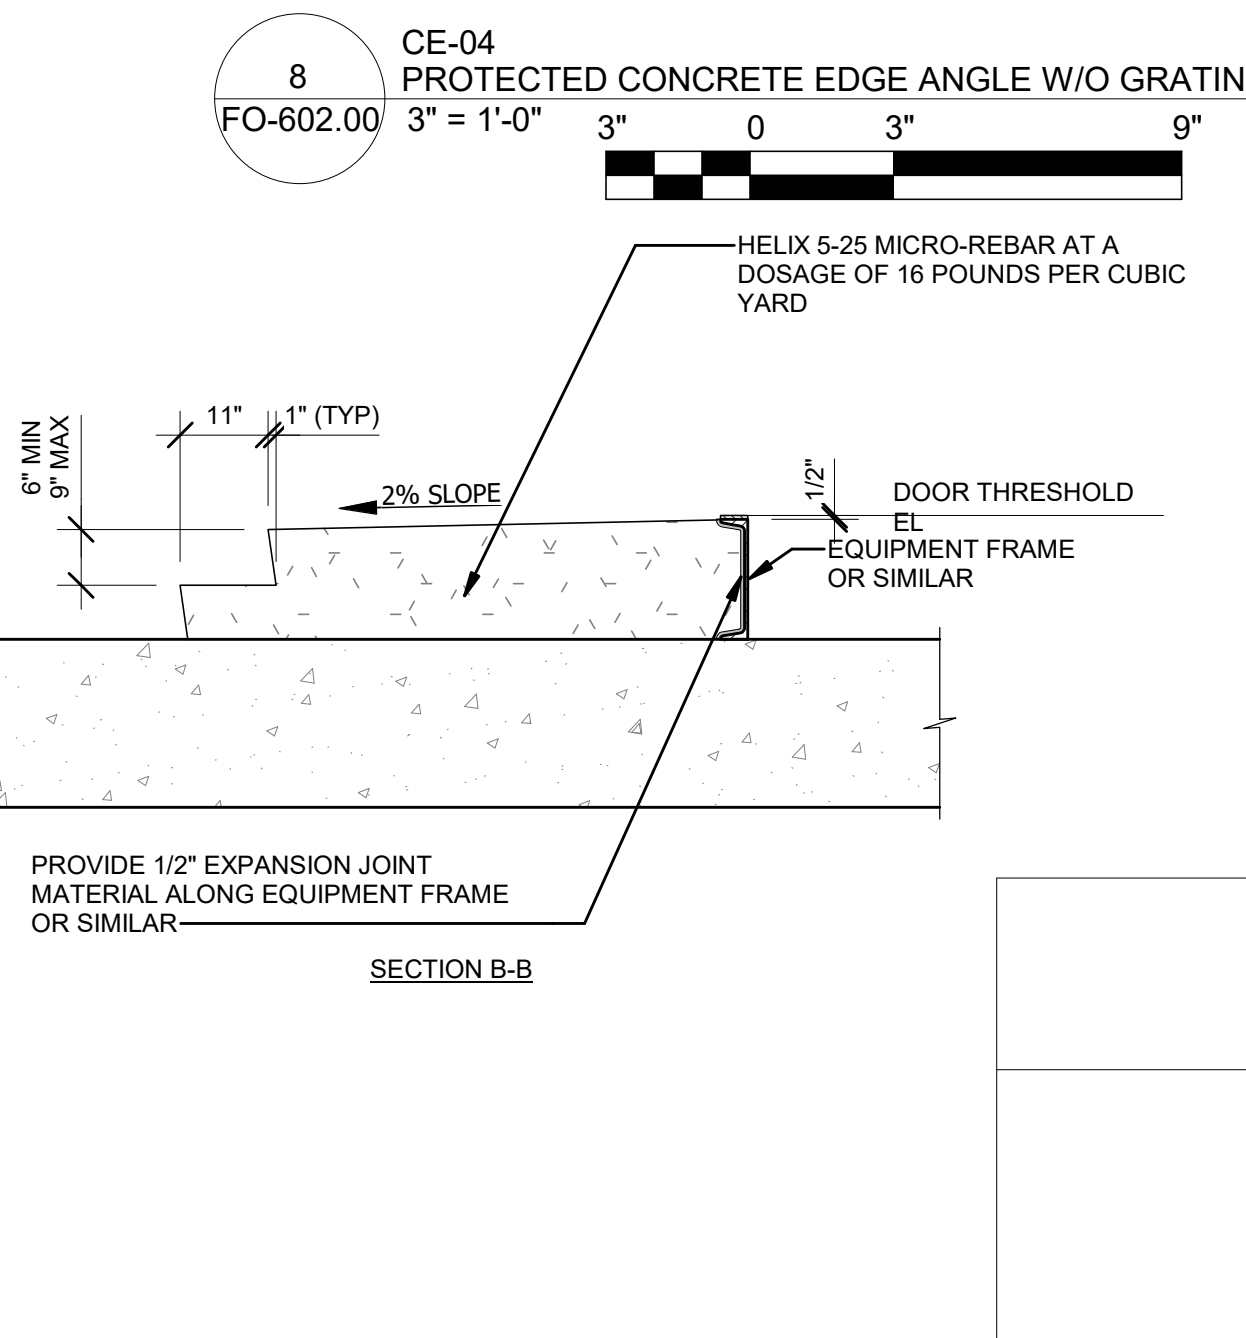 CE-04
8
PROTECTED CONCRETE EDGE ANGLE W/O GRATIN
FO-602.00
3" = 1'-0"
3" 0 3" 9"
HELIX 5-25 MICRO-REBAR AT A
DOSAGE OF 16 POUNDS PER CUBIC
YARD
6" MIN
9" MAX
11"
1" (TYP)
2% SLOPE
1/2"
DOOR THRESHOLD
EL
EQUIPMENT FRAME
OR SIMILAR
PROVIDE 1/2" EXPANSION JOINT
MATERIAL ALONG EQUIPMENT FRAME
OR SIMILAR
SECTION B-B